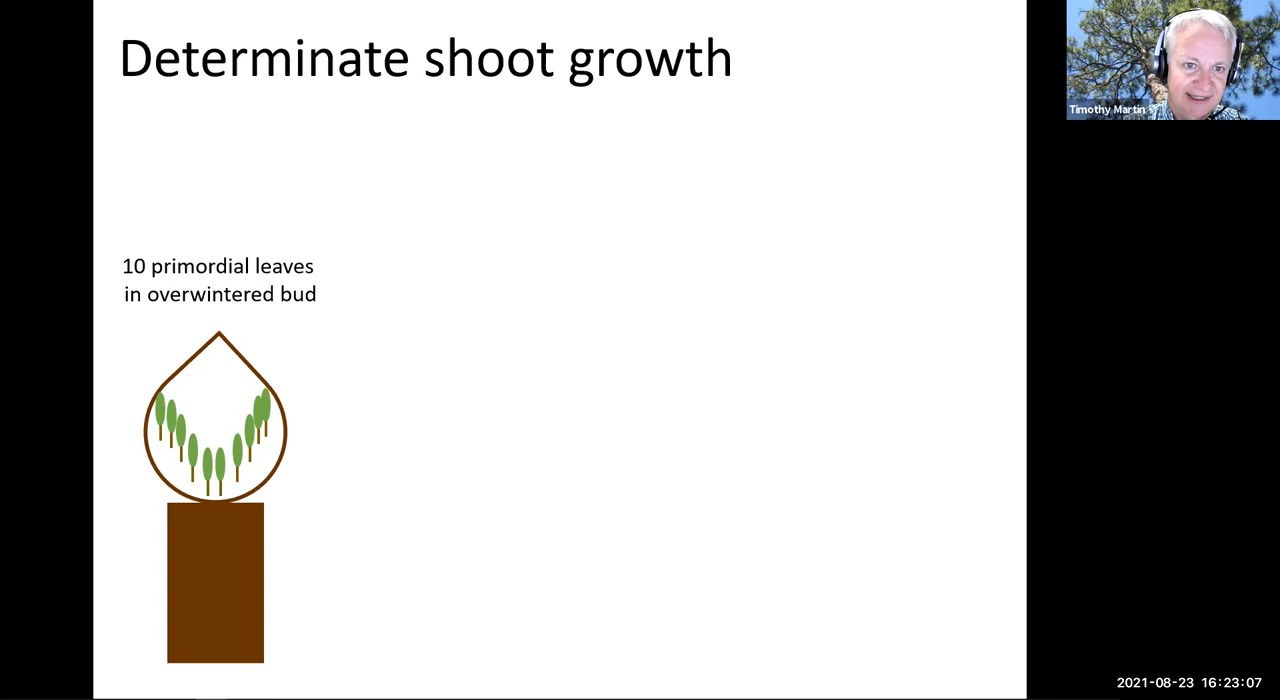 Determinate shoot growth
10 primordial leaves
in overwintered bud
Timothy Martin
2021-08-23 16:23:07